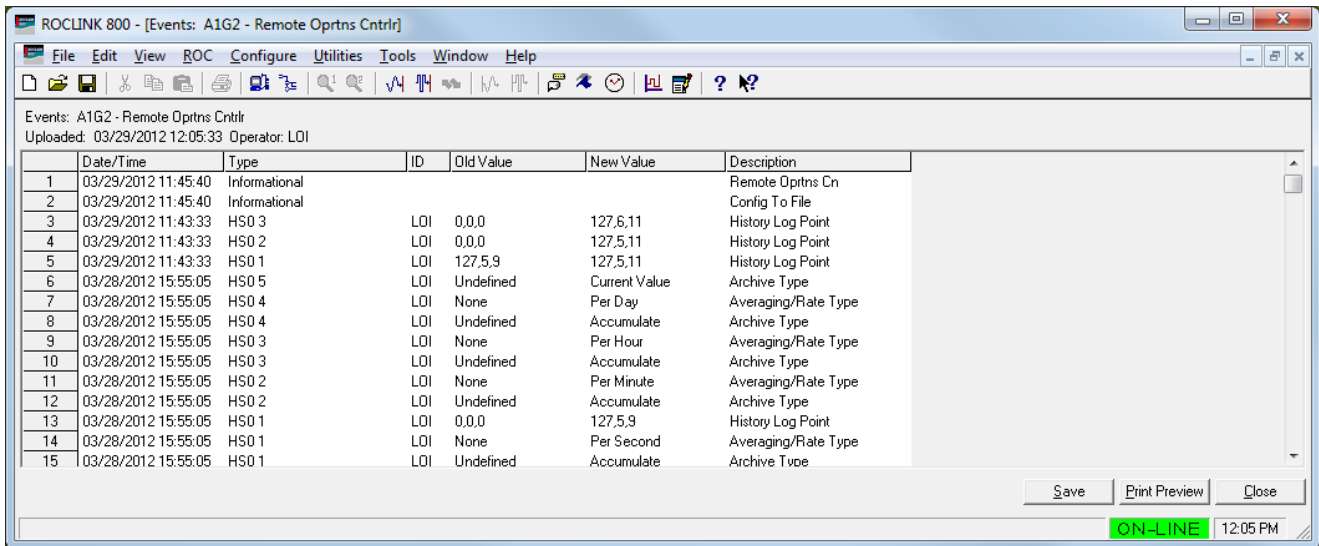 ROCLINK 800 - [Events: A1G2 - Remote Oprtns Cntrlr]
File Edit View ROC Configure Utilities Tools Window Help
Events: A1G2 - Remote Oprtns Cntrlr
Uploaded: 03/29/2012 12:05:33 Operator: LOI
Date/Time Type ID Old Value New Value Description
1 03/29/2012 11:45:40 Informational Remote Oprtns Cn
2 03/29/2012 11:45:40 Informational Config To File
3 03/29/2012 11:43:33 HS0 3 LOI 0,0,0 127,6,11 History Log Point
4 03/29/2012 11:43:33 HS0 2 LOI 0,0,0 127,5,11 History Log Point
5 03/29/2012 11:43:33 HS0 1 LOI 127,5,9 127,5,11 History Log Point
6 03/28/2012 15:55:05 HS0 5 LOI Undefined Current Value Archive Type
7 03/28/2012 15:55:05 HS0 4 LOI None Per Day Averaging/Rate Type
8 03/28/2012 15:55:05 HS0 4 LOI Undefined Accumulate Archive Type
9 03/28/2012 15:55:05 HS0 3 LOI None Per Hour Averaging/Rate Type
10 03/28/2012 15:55:05 HS0 3 LOI Undefined Accumulate Archive Type
11 03/28/2012 15:55:05 HS0 2 LOI None Per Minute Averaging/Rate Type
12 03/28/2012 15:55:05 HS0 2 LOI Undefined Accumulate Archive Type
13 03/28/2012 15:55:05 HS0 1 LOI 0,0,0 127,5,9 History Log Point
14 03/28/2012 15:55:05 HS0 1 LOI None Per Second Averaging/Rate Type
15 03/28/2012 15:55:05 HS0 1 LOI Undefined Accumulate Archive Type
Save Print Preview Close
ON-LINE 12:05 PM